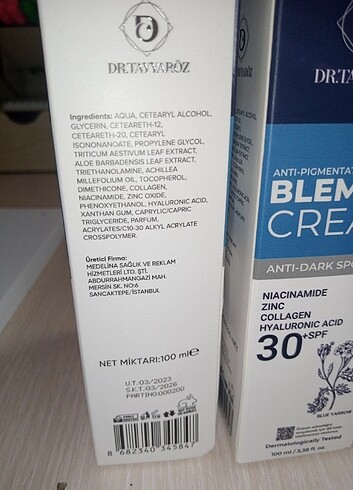 DR.TAYYARÖZ
Ingredients: AQUA, CETEARYL ALCOHOL,
GLYCERIN, CETEARETH-12,
CETEARETH-20, CETEARYL
ISONONANOATE, PROPYLENE GLYCOL,
TRITICUM AESTIVUM LEAF EXTRACT,
ALOE BARBADENSIS LEAF EXTRACT,
TRIETHANOLAMINE, ACHILLEA
MILLEFOLIUM OIL, TOCOPHEROL,
DIMETHICONE, COLLAGEN,
NIACINAMIDE, ZINC OXIDE,
PHENOXYETHANOL, HYALURONIC ACID,
XANTHAN GUM, CAPRYLIC/CAPRIC
TRIGLYCERIDE, PARFUM,
ACRYLATES/C10-30 ALKYL ACRYLATE
CROSSPOLYMER.
Üretici Firma:
MEDELINA SAĞLIK VE REKLAM
HİZMETLERİ LTD. ŞTİ.
ABDURRAHMANGAZİ MAH.
MERSİN SK. NO:6
SANCAKTEPE/İSTANBUL
NET MİKTARI:100 ml e
U.T.03/2023
S.K.T.03/2026
PARTINO000200
8 682340 345847
DR.TA
ANTI-PIGMENTA
BLEM
CREA
ANTI-DARK SPO
NIACINAMIDE
ZINC
COLLAGEN
HYALURONIC ACID
30+SPF
BLUE YARROW
Dermatologically Tested
100 ml / 3,38 fl. oz.